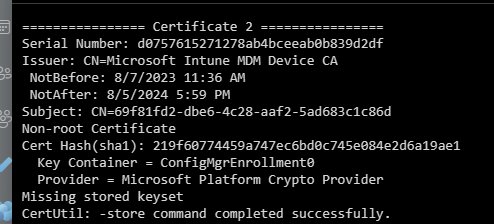 ================ Certificate 2 ================
Serial Number: d0757615271278ab4bceeab0b839d2df
Issuer: CN=Microsoft Intune MDM Device CA
NotBefore: 8/7/2023 11:36 AM
NotAfter: 8/5/2024 5:59 PM
Subject: CN=69f81fd2-dbe6-4c28-aaf2-5ad683c1c86d
Non-root Certificate
Cert Hash(sha1): 219f60774459a747ec6bd0c745e084e2d6a19ae1
Key Container = ConfigMgrEnrollment0
Provider = Microsoft Platform Crypto Provider
Missing stored keyset
CertUtil: -store command completed successfully.